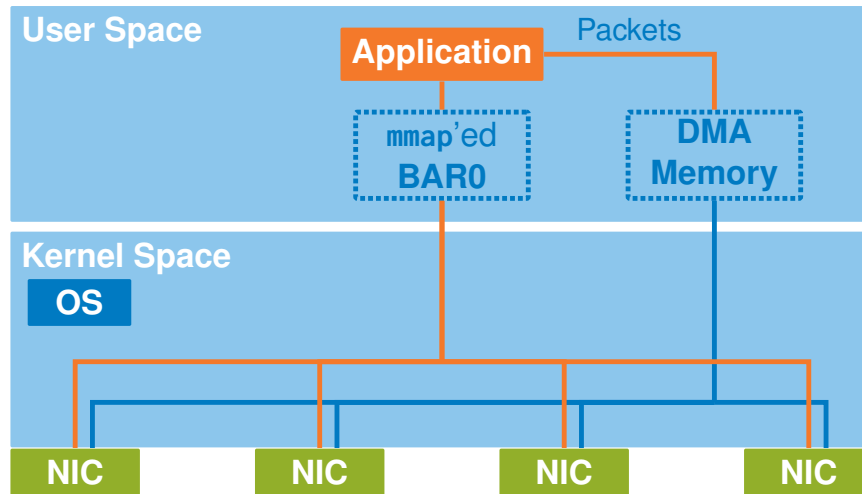 User Space
Packets
Application
mmap'ed
BAR0
DMA
Memory
Kernel Space
OS
NIC
NIC
NIC
NIC